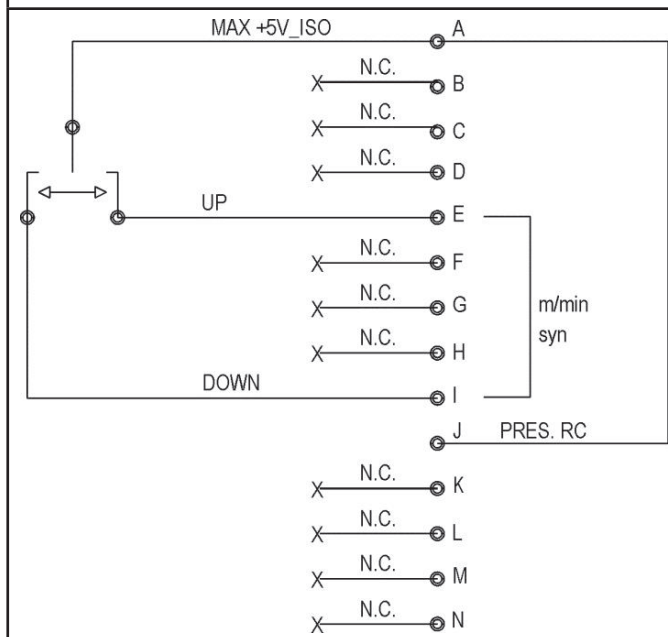 MAX +5V_ISO A
X N.C. B
X N.C. C
X N.C. D
UP E
X N.C. F
X N.C. G
X N.C. H
m/min
syn
DOWN I
J PRES. RC
X N.C. K
X N.C. L
X N.C. M
X N.C. N